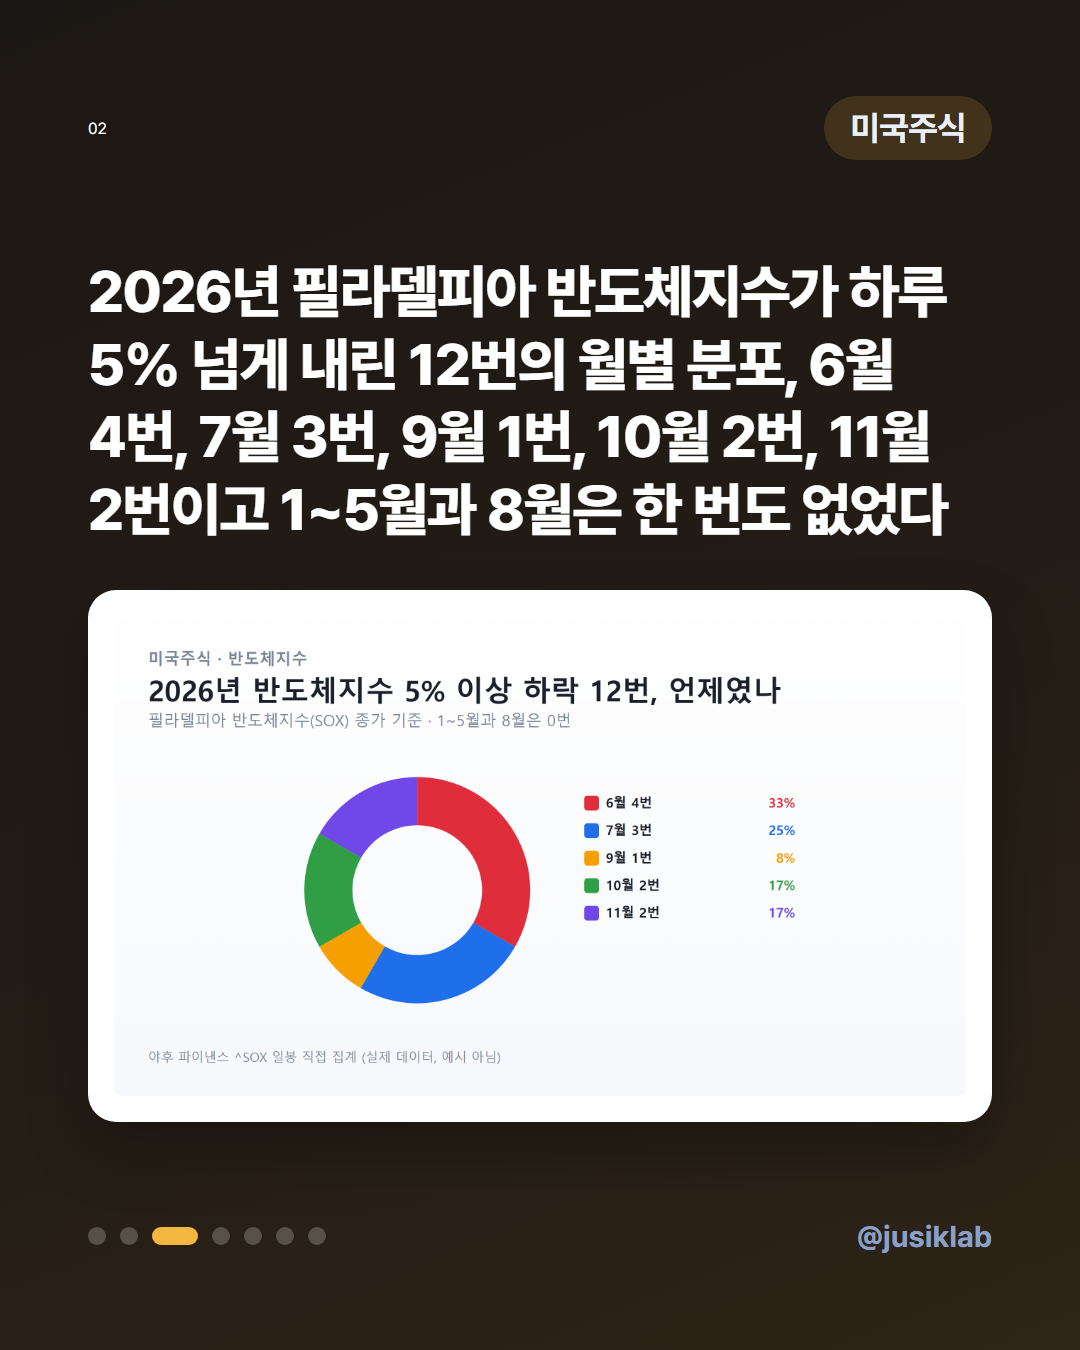 02
미국주식
2026년 필라델피아 반도체지수가 하루
5% 넘게 내린 12번의 월별 분포, 6월
4번, 7월 3번, 9월 1번, 10월 2번, 11월
2번이고 1~5월과 8월은 한 번도 없었다
미국주식 · 반도체지수
2026년 반도체지수 5% 이상 하락 12번, 언제였나
필라델피아 반도체지수(SOX) 종가 기준 · 1~5월과 8월은 0번
6월 4번 33%
7월 3번 25%
9월 1번 8%
10월 2번 17%
11월 2번 17%
야후 파이낸스 ^SOX 일봉 직접 집계 (실제 데이터, 예시 아님)
@jusiklab